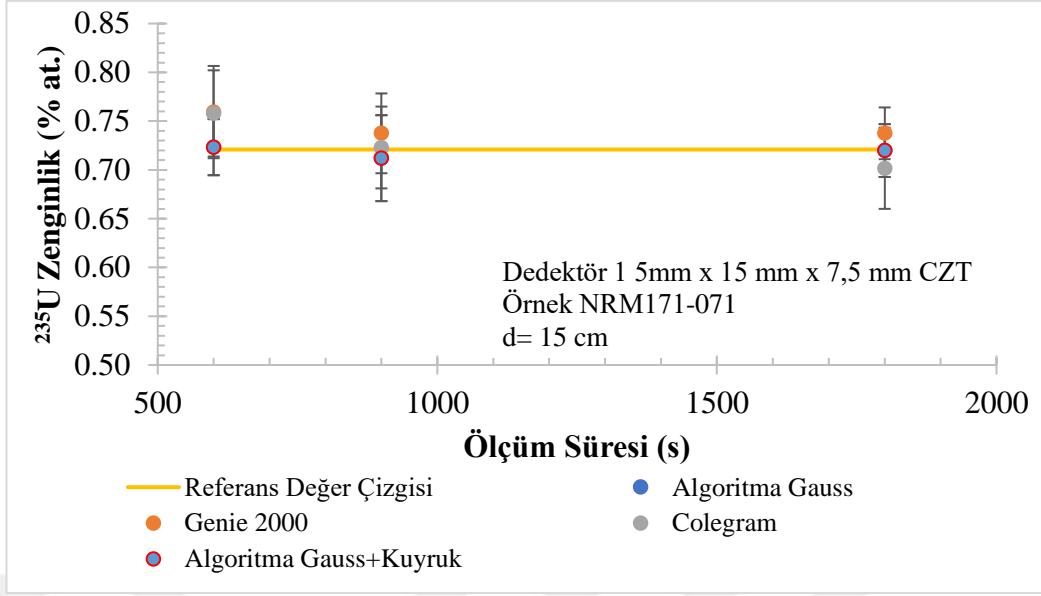 0.85
0.80
0.75
0.70
0.65
0.60
0.55
0.50
²³⁵U Zenginlik (% at.)
Dedektör 1 5mm x 15 mm x 7,5 mm CZT
Örnek NRM171-071
d= 15 cm
500 1000 1500 2000
Ölçüm Süresi (s)
Referans Değer Çizgisi Algoritma Gauss
Genie 2000 Colegram
Algoritma Gauss+Kuyruk